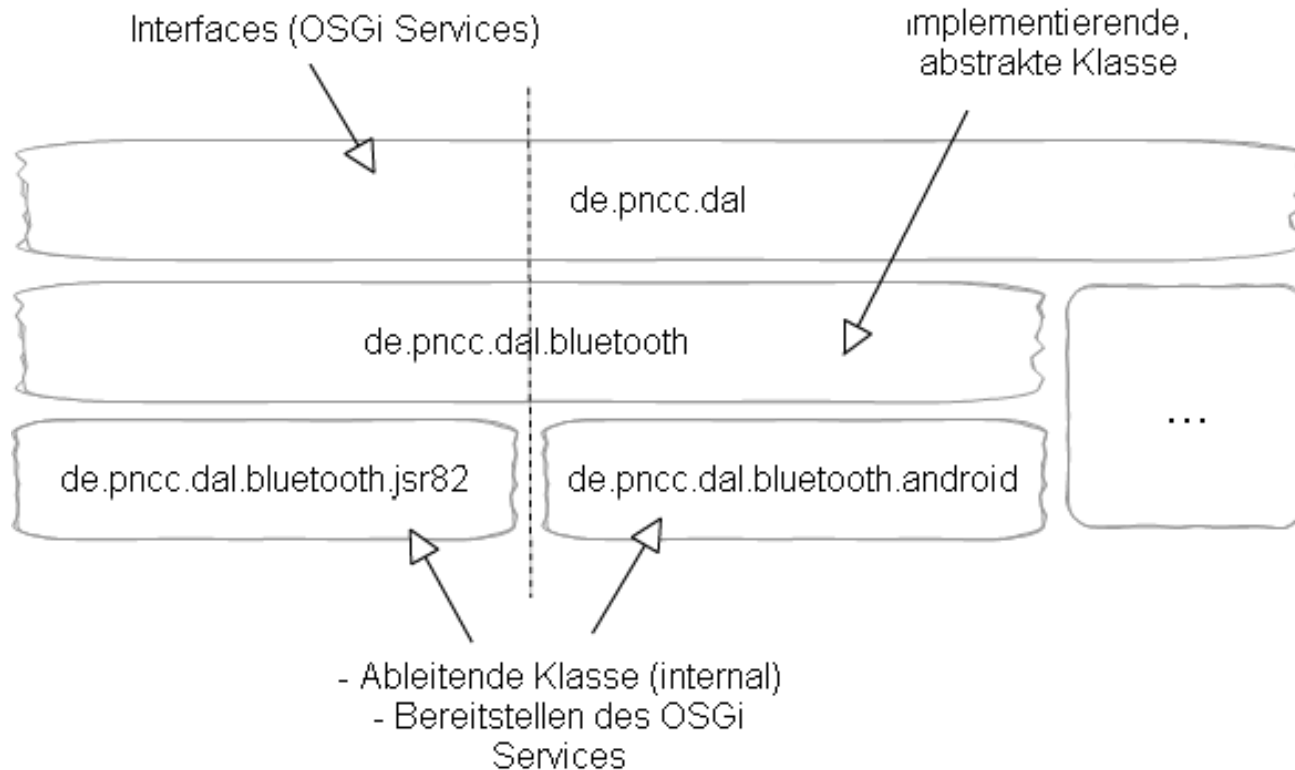 Interfaces (OSGi Services)
implementierende,
abstrakte Klasse
de.pncc.dal
de.pncc.dal.bluetooth
...
de.pncc.dal.bluetooth.jsr82
de.pncc.dal.bluetooth.android
- Ableitende Klasse (internal)
- Bereitstellen des OSGi
Services